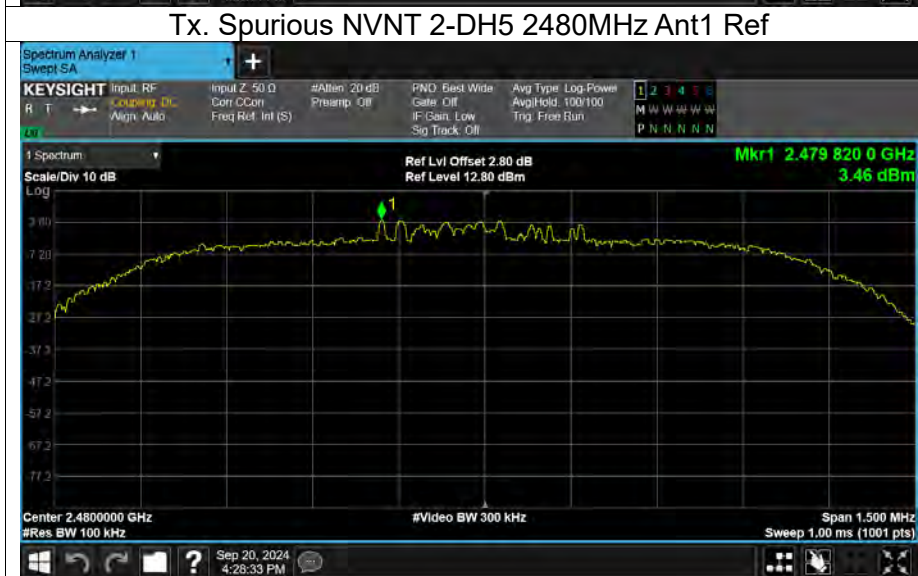 Tx. Spurious NVNT 2-DH5 2480MHz Ant1 Ref
Spectrum Analyzer 1
Swept SA
KEYSIGHT
R T
Input: RF
Coupling: DC
Align: Auto
Input Z: 50 Ω
Corr CCorr
Freq Ref: Int (S)
#Atten: 20 dB
Preamp: Off
PNO: Best Wide
Gate: Off
IF Gain: Low
Sig Track: Off
Avg Type: Log-Power
Avg|Hold: 100/100
Trig: Free Run
1 2 3 4 5 6
M W W W W W
P N N N N N
1 Spectrum
Scale/Div 10 dB
Log
Ref Lvl Offset 2.80 dB
Ref Level 12.80 dBm
Mkr1 2.479 820 0 GHz
3.46 dBm
1
2.80
-7.20
-17.2
-27.2
-37.2
-47.2
-57.2
-67.2
-77.2
Center 2.4800000 GHz
#Res BW 100 kHz
#Video BW 300 kHz
Span 1.500 MHz
Sweep 1.00 ms (1001 pts)
?
Sep 20, 2024
4:28:33 PM